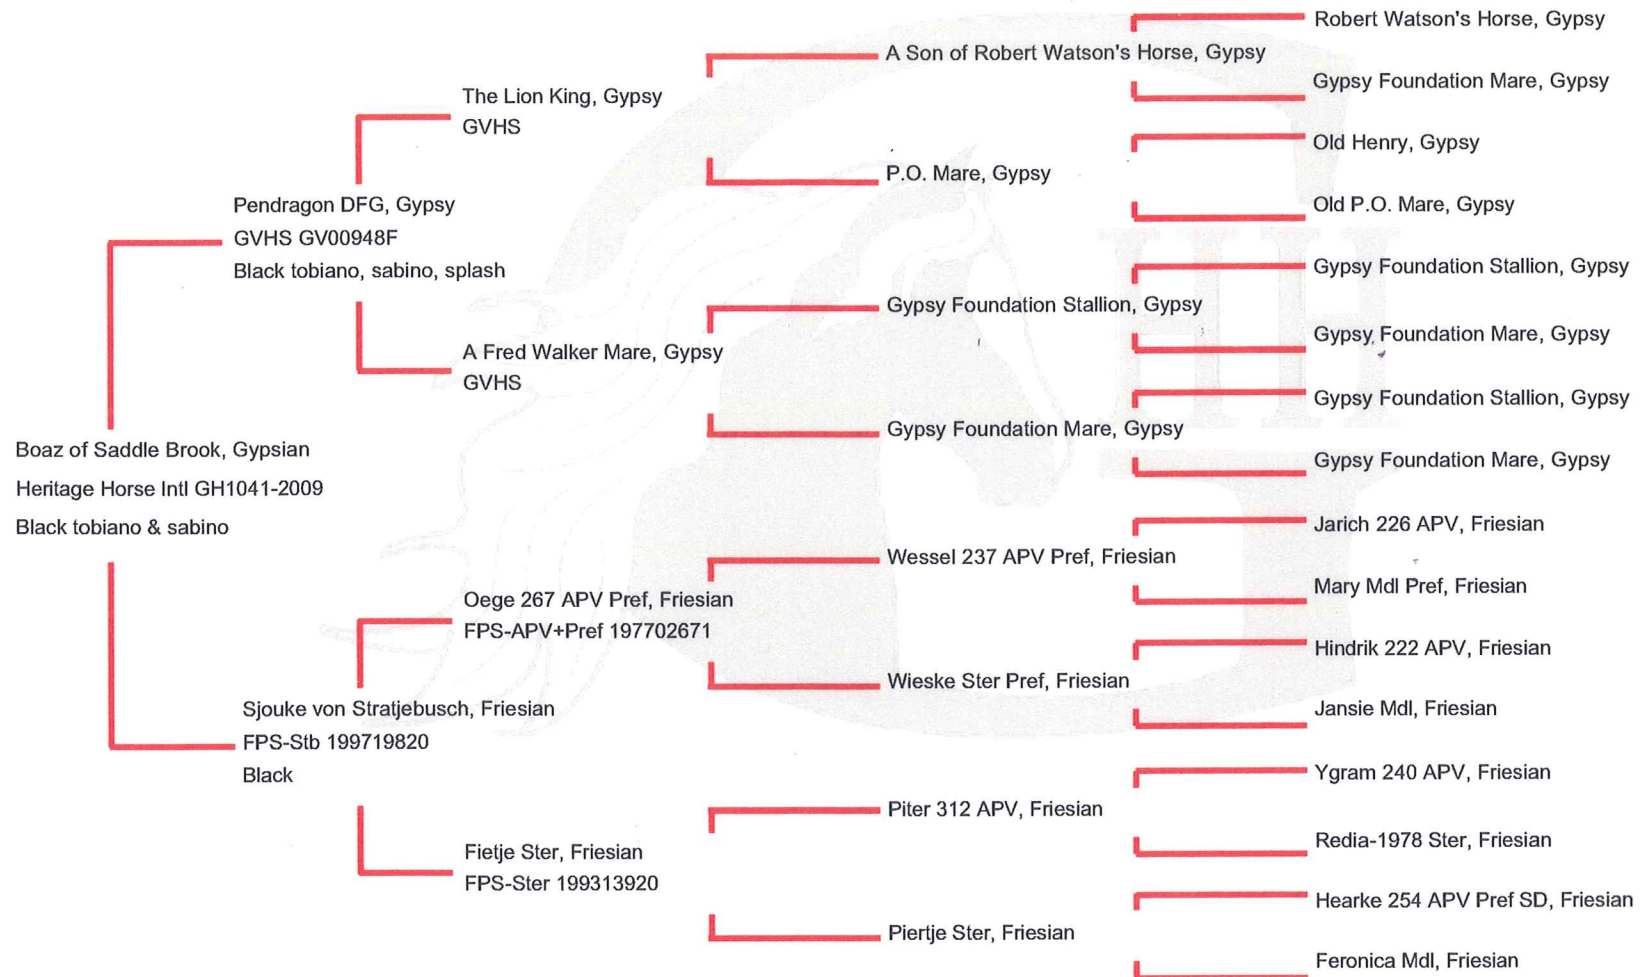 Boaz of Saddle Brook, Gypsian
Heritage Horse Intl GH1041-2009
Black tobiano & sabino
Pendragon DFG, Gypsy
GVHS GV00948F
Black tobiano, sabino, splash
Sjouke von Stratjebusch, Friesian
FPS-Stb 199719820
Black
The Lion King, Gypsy
GVHS
A Fred Walker Mare, Gypsy
GVHS
Oege 267 APV Pref, Friesian
FPS-APV+Pref 197702671
Fietje Ster, Friesian
FPS-Ster 199313920
A Son of Robert Watson's Horse, Gypsy
P.O. Mare, Gypsy
Gypsy Foundation Stallion, Gypsy
Gypsy Foundation Mare, Gypsy
Wessel 237 APV Pref, Friesian
Wieske Ster Pref, Friesian
Piter 312 APV, Friesian
Piertje Ster, Friesian
Robert Watson's Horse, Gypsy
Gypsy Foundation Mare, Gypsy
Old Henry, Gypsy
Old P.O. Mare, Gypsy
Gypsy Foundation Stallion, Gypsy
Gypsy Foundation Mare, Gypsy
Gypsy Foundation Stallion, Gypsy
Gypsy Foundation Mare, Gypsy
Jarich 226 APV, Friesian
Mary Mdl Pref, Friesian
Hindrik 222 APV, Friesian
Jansie Mdl, Friesian
Ygram 240 APV, Friesian
Redia-1978 Ster, Friesian
Hearke 254 APV Pref SD, Friesian
Feronica Mdl, Friesian
HH